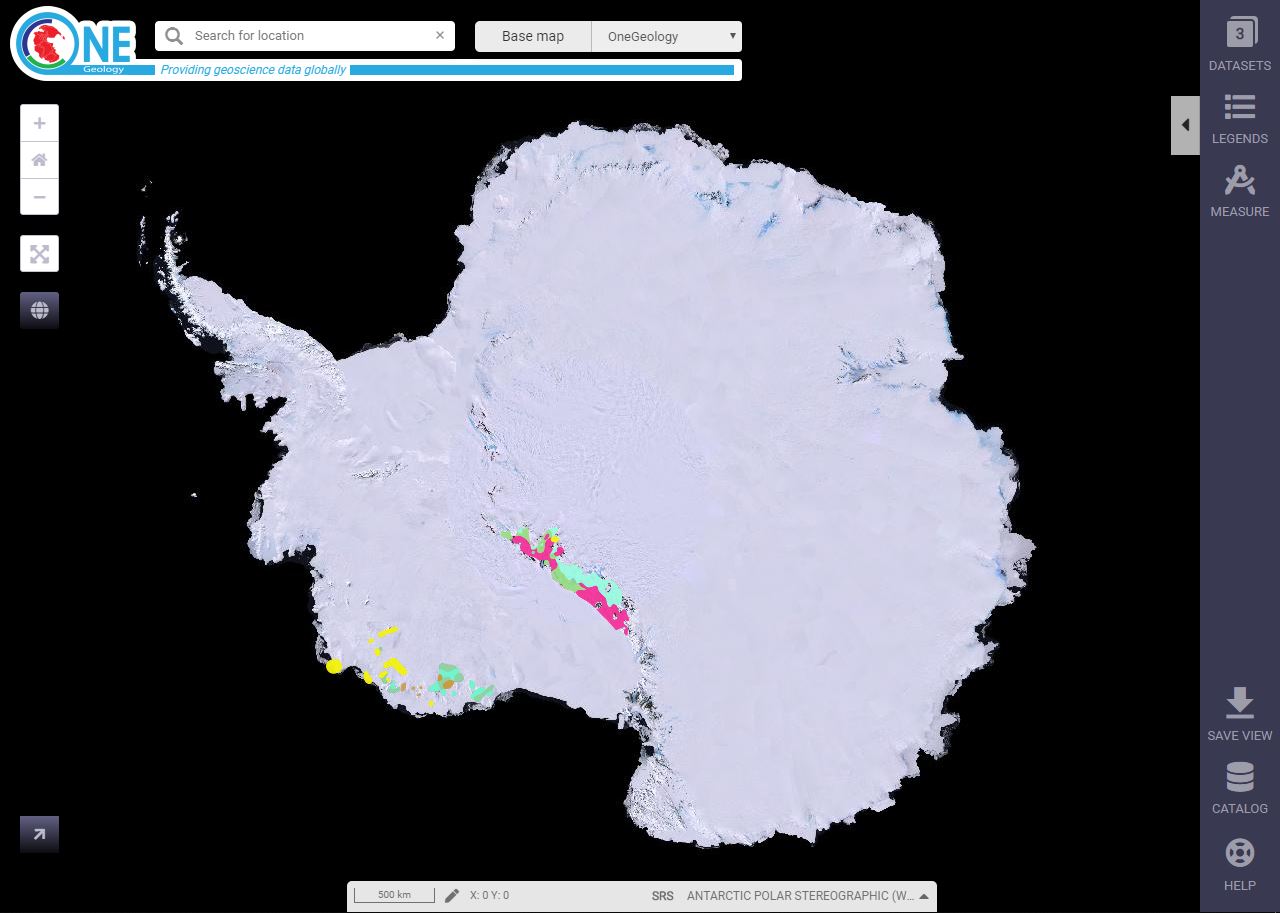 ONE
Geology
Search for location ×
Base map OneGeology
Providing geoscience data globally
3
DATASETS
LEGENDS
MEASURE
SAVE VIEW
CATALOG
HELP
500 km X: 0 Y: 0 SRS ANTARCTIC POLAR STEREOGRAPHIC (W...